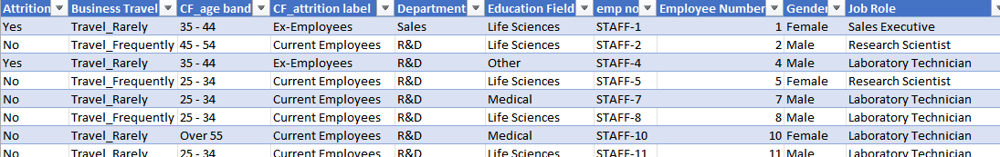 Attrition Business Travel CF_age band CF_attrition label Department Education Field emp no Employee Number Gender Job Role
Yes Travel_Rarely 35 - 44 Ex-Employees Sales Life Sciences STAFF-1 1 Female Sales Executive
No Travel_Frequently 45 - 54 Current Employees R&D Life Sciences STAFF-2 2 Male Research Scientist
Yes Travel_Rarely 35 - 44 Ex-Employees R&D Other STAFF-4 4 Male Laboratory Technician
No Travel_Rarely 25 - 34 Current Employees R&D Life Sciences STAFF-5 5 Female Research Scientist
No Travel_Rarely 25 - 34 Current Employees R&D Medical STAFF-7 7 Male Laboratory Technician
No Travel_Frequently 25 - 34 Current Employees R&D Life Sciences STAFF-8 8 Male Laboratory Technician
No Travel_Rarely Over 55 Current Employees R&D Medical STAFF-10 10 Female Laboratory Technician
No Travel_Rarely 25 - 34 Current Employees R&D Life Sciences STAFF-11 11 Male Laboratory Technician